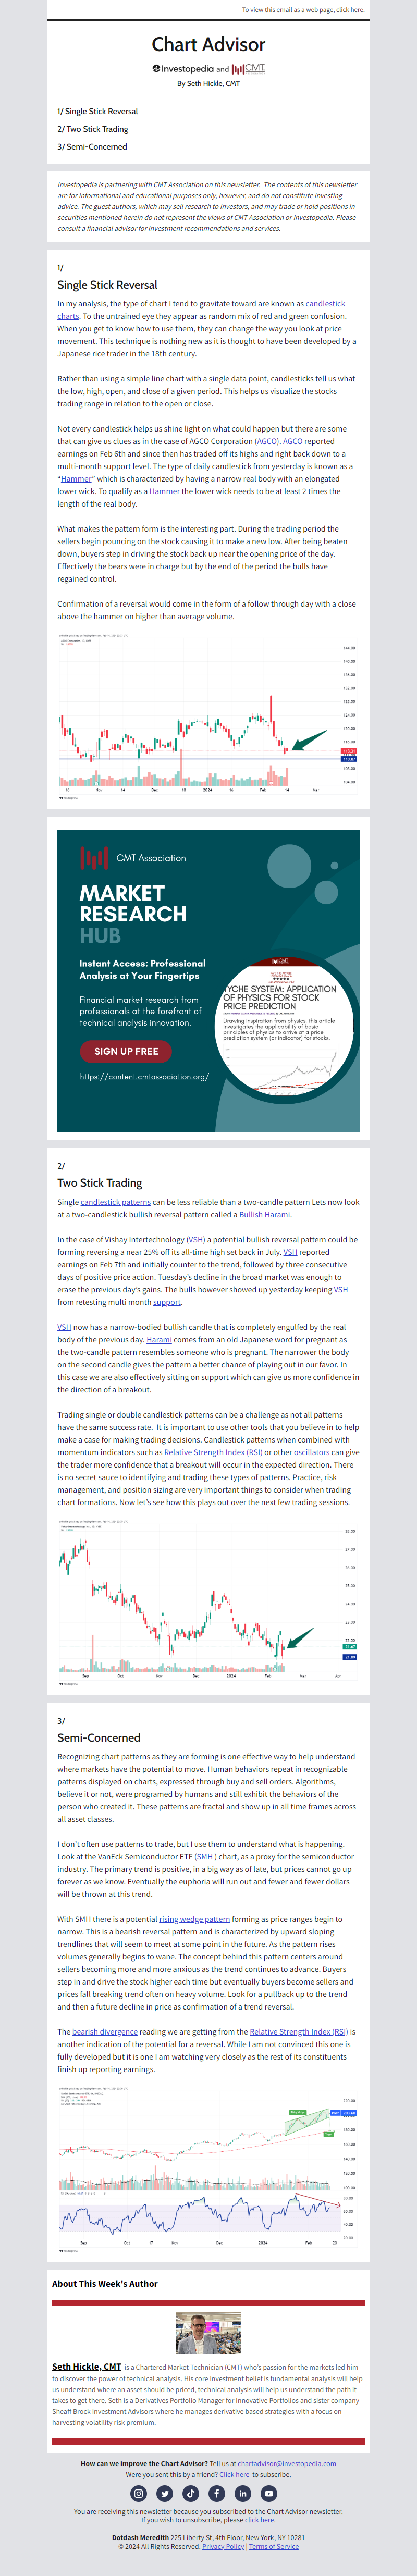 To view this email as a web page, click here.
Chart Advisor
Investopedia and CMT
By Seth Hickle, CMT
1/ Single Stick Reversal
2/ Two Stick Trading
3/ Semi-Concerned
Investopedia is partnering with CMT Association on this newsletter. The contents of this newsletter
are for informational and educational purposes only, however, and do not constitute investing
advice. The guest authors, which may sell research to investors, and may trade or hold positions in
securities mentioned herein do not represent the views of CMT Association or Investopedia. Please
consult a financial advisor for investment recommendations and services.
1/
Single Stick Reversal
In my analysis, the type of chart I tend to gravitate toward are known as candlestick
charts. To the untrained eye they appear as random mix of red and green confusion.
When you get to know how to use them, they can change the way you look at price
movement. This technique is nothing new as it is thought to have been developed by a
Japanese rice trader in the 18th century.
Rather than using a simple line chart with a single data point, candlesticks tell us what
the low, high, open, and close of a given period. This helps us visualize the stocks
trading range in relation to the open or close.
Not every candlestick helps us shine light on what could happen but there are some
that can give us clues as in the case of AGCO Corporation (AGCO). AGCO reported
earnings on Feb 6th and since then has traded off its highs and right back down to a
multi-month support level. The type of daily candlestick from yesterday is known as a
"Hammer" which is characterized by having a narrow real body with an elongated
lower wick. To qualify as a Hammer the lower wick needs to be at least 2 times the
length of the real body.
What makes the pattern form is the interesting part. During the trading period the
sellers begin pouncing on the stock causing it to make a new low. After being beaten
down, buyers step in driving the stock back up near the opening price of the day.
Effectively the bears were in charge but by the end of the period the bulls have
regained control.
Confirmation of a reversal would come in the form of a follow through day with a close
above the hammer on higher than average volume.
144.00
140.00
136.00
132.00
128.00
124.00
120.00
116.00
113.33
110.87
108.00
104.00
Nov 14 Dec 15 2024 16 Feb 14 Mar
CMT Association
MARKET
RESEARCH
HUB
Instant Access: Professional
Analysis at Your Fingertips
Financial market research from
professionals at the forefront of
technical analysis innovation.
SIGN UP FREE
https://content.cmtassociation.org/
TYCHE SYSTEM: APPLICATION
OF PHYSICS FOR STOCK
PRICE PREDICTION
Drawing inspiration from physics, this article
investigates the applicability of basic
principles of physics to arrive at a price
prediction (or indicator) for stocks.
2/
Two Stick Trading
Single candlestick patterns can be less reliable than a two-candle pattern Lets now look
at a two-candlestick bullish reversal pattern called a Bullish Harami.
In the case of Vishay Intertechnology (VSH) a potential bullish reversal pattern could be
forming reversing a near 25% off its all-time high set back in July. VSH reported
earnings on Feb 7th and initially counter to the trend, followed by three consecutive
days of positive price action. Tuesday's decline in the broad market was enough to
erase the previous day's gains. The bulls however showed up yesterday keeping VSH
from retesting multi month support.
VSH now has a narrow-bodied bullish candle that is completely engulfed by the real
body of the previous day. Harami comes from an old Japanese word for pregnant as
the two-candle pattern resembles someone who is pregnant. The narrower the body
on the second candle gives the pattern a better chance of playing out in our favor. In
this case we are also effectively sitting on support which can give us more confidence in
the direction of a breakout.
Trading single or double candlestick patterns can be a challenge as not all patterns
have the same success rate. It is important to use other tools that you believe in to help
make a case for making trading decisions. Candlestick patterns when combined with
momentum indicators such as Relative Strength Index (RSI) or other oscillators can give
the trader more confidence that a breakout will occur in the expected direction. There
is no secret sauce to identifying and trading these types of patterns. Practice, risk
management, and position sizing are very important things to consider when trading
chart formations. Now let's see how this plays out over the next few trading sessions.
28.00
27.00
26.00
25.00
24.00
23.00
22.00
Sep Oct Nov Dec 2024 Feb Mar Apr
3/
Semi-Concerned
Recognizing chart patterns as they are forming is one effective way to help understand
where markets have the potential to move. Human behaviors repeat in recognizable
patterns displayed on charts, expressed through buy and sell orders. Algorithms,
believe it or not, were programed by humans and still exhibit the behaviors of the
person who created it. These patterns are fractal and show up in all time frames across
all asset classes.
I don't often use patterns to trade, but I use them to understand what is happening.
Look at the VanEck Semiconductor ETF (SMH ) chart, as a proxy for the semiconductor
industry. The primary trend is positive, in a big way as of late, but prices cannot go up
forever as we know. Eventually the euphoria will run out and fewer and fewer dollars
will be thrown at this trend.
With SMH there is a potential rising wedge pattern forming as price ranges begin to
narrow. This is a bearish reversal pattern and is characterized by upward sloping
trendlines that will seem to meet at some point in the future. As the pattern rises
volumes generally begins to wane. The concept behind this pattern centers around
sellers becoming more and more anxious as the trend continues to advance. Buyers
step in and drive the stock higher each time but eventually buyers become sellers and
prices fall breaking trend often on heavy volume. Look for a pullback up to the trend
and then a future decline in price as confirmation of a trend reversal.
The bearish divergence reading we are getting from the Relative Strength Index (RSI) is
another indication of the potential for a reversal. While I am not convinced this one is
fully developed but it is one I am watching very closely as the rest of its constituents
finish up reporting earnings.
220.00
180.00
160.00
140.00
120.00
100.00
80.00
60.00
40.00
Sep Oct 17 Nov Dec 2024 Feb
About This Week's Author
Seth Hickle, CMT is a Chartered Market Technician (CMT) who's passion for the markets led him
to discover the power of technical analysis. His core investment belief is fundamental analysis will help
us understand where an asset should be priced, technical analysis will help us understand the path it
takes to get there. Seth is a Derivatives Portfolio Manager for Innovative Portfolios and sister company
Sheaff Brock Investment Advisors where he manages derivative based strategies with a focus on
harvesting volatility risk premium.
How can we improve the Chart Advisor? Tell us at chartadvisor@investopedia.com
Were you sent this by a friend? Click here to subscribe.
You are receiving this newsletter because you subscribed to the Chart Advisor newsletter.
If you wish to unsubscribe, please click here.
Dotdash Meredith 225 Liberty St, 4th Floor, New York, NY 10281
© 2024 All Rights Reserved. Privacy Policy | Terms of Service